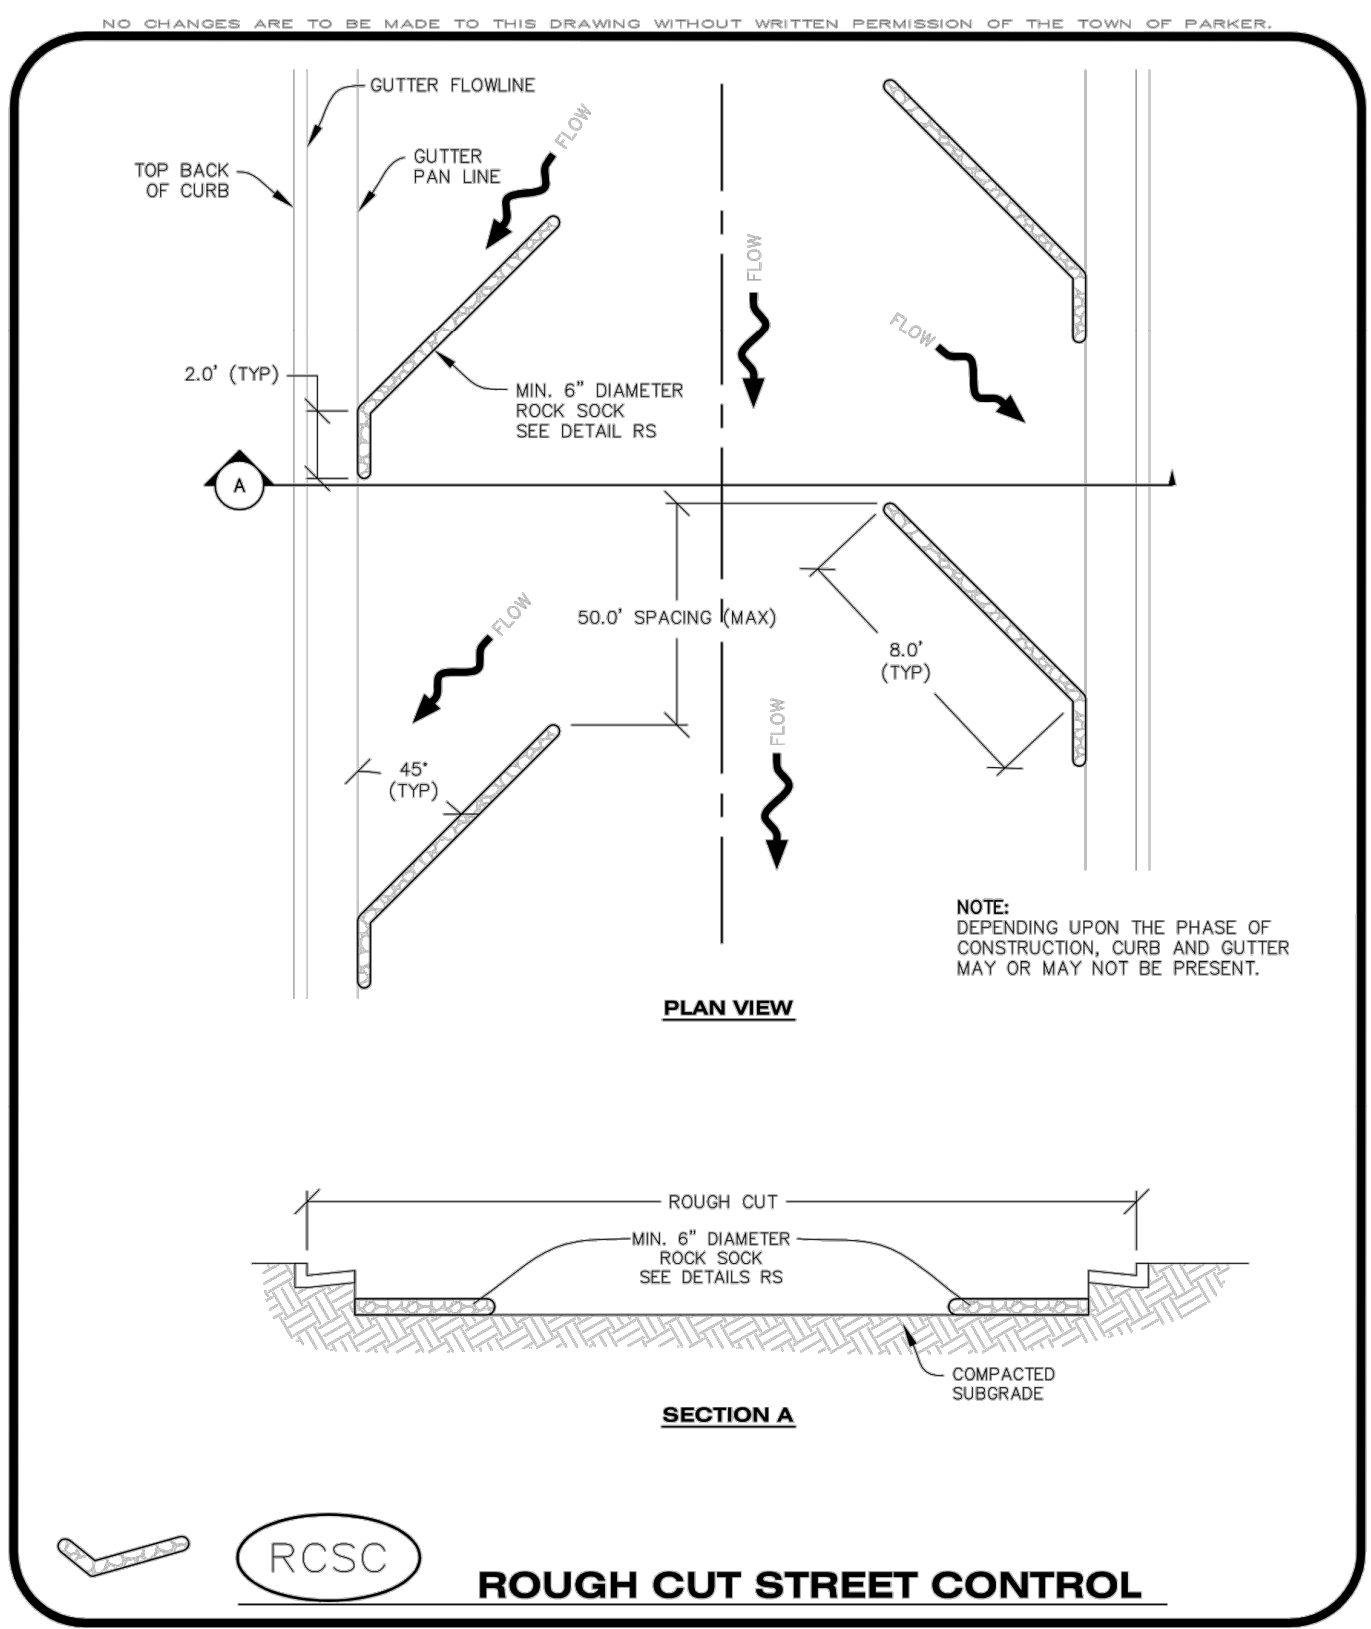 NO CHANGES ARE TO BE MADE TO THIS DRAWING WITHOUT WRITTEN PERMISSION OF THE TOWN OF PARKER.
GUTTER FLOWLINE
FLOW
GUTTER
PAN LINE
TOP BACK
OF CURB
FLOW
FLOW
2.0' (TYP)
MIN. 6" DIAMETER
ROCK SOCK
SEE DETAIL RS
A
FLOW
50.0' SPACING (MAX)
8.0'
(TYP)
FLOW
45°
(TYP)
NOTE:
DEPENDING UPON THE PHASE OF
CONSTRUCTION, CURB AND GUTTER
MAY OR MAY NOT BE PRESENT.
PLAN VIEW
ROUGH CUT
MIN. 6" DIAMETER
ROCK SOCK
SEE DETAILS RS
COMPACTED
SUBGRADE
SECTION A
RCSC
ROUGH CUT STREET CONTROL